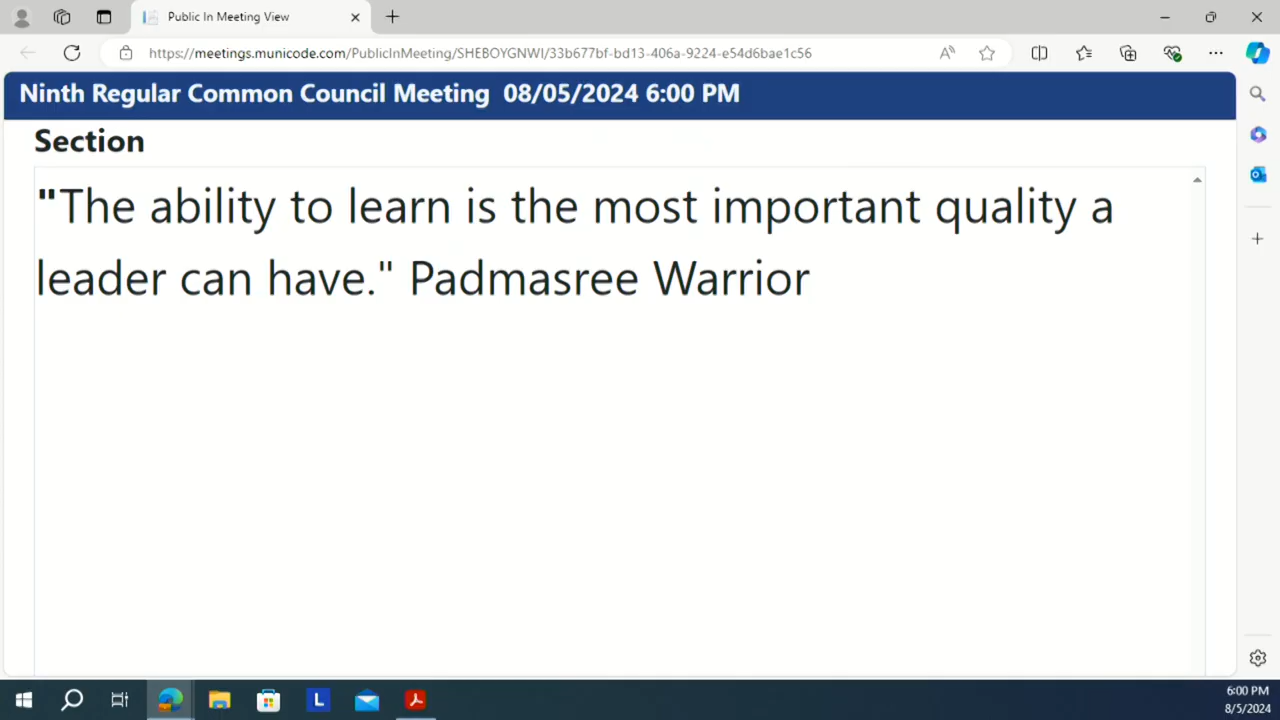 Public In Meeting View
https://meetings.municode.com/PublicInMeeting/SHEBOYGNWI/33b677bf-bd13-406a-9224-e54d6bae1c56
Ninth Regular Common Council Meeting 08/05/2024 6:00 PM
Section
"The ability to learn is the most important quality a
leader can have." Padmasree Warrior
L
6:00 PM
8/5/2024